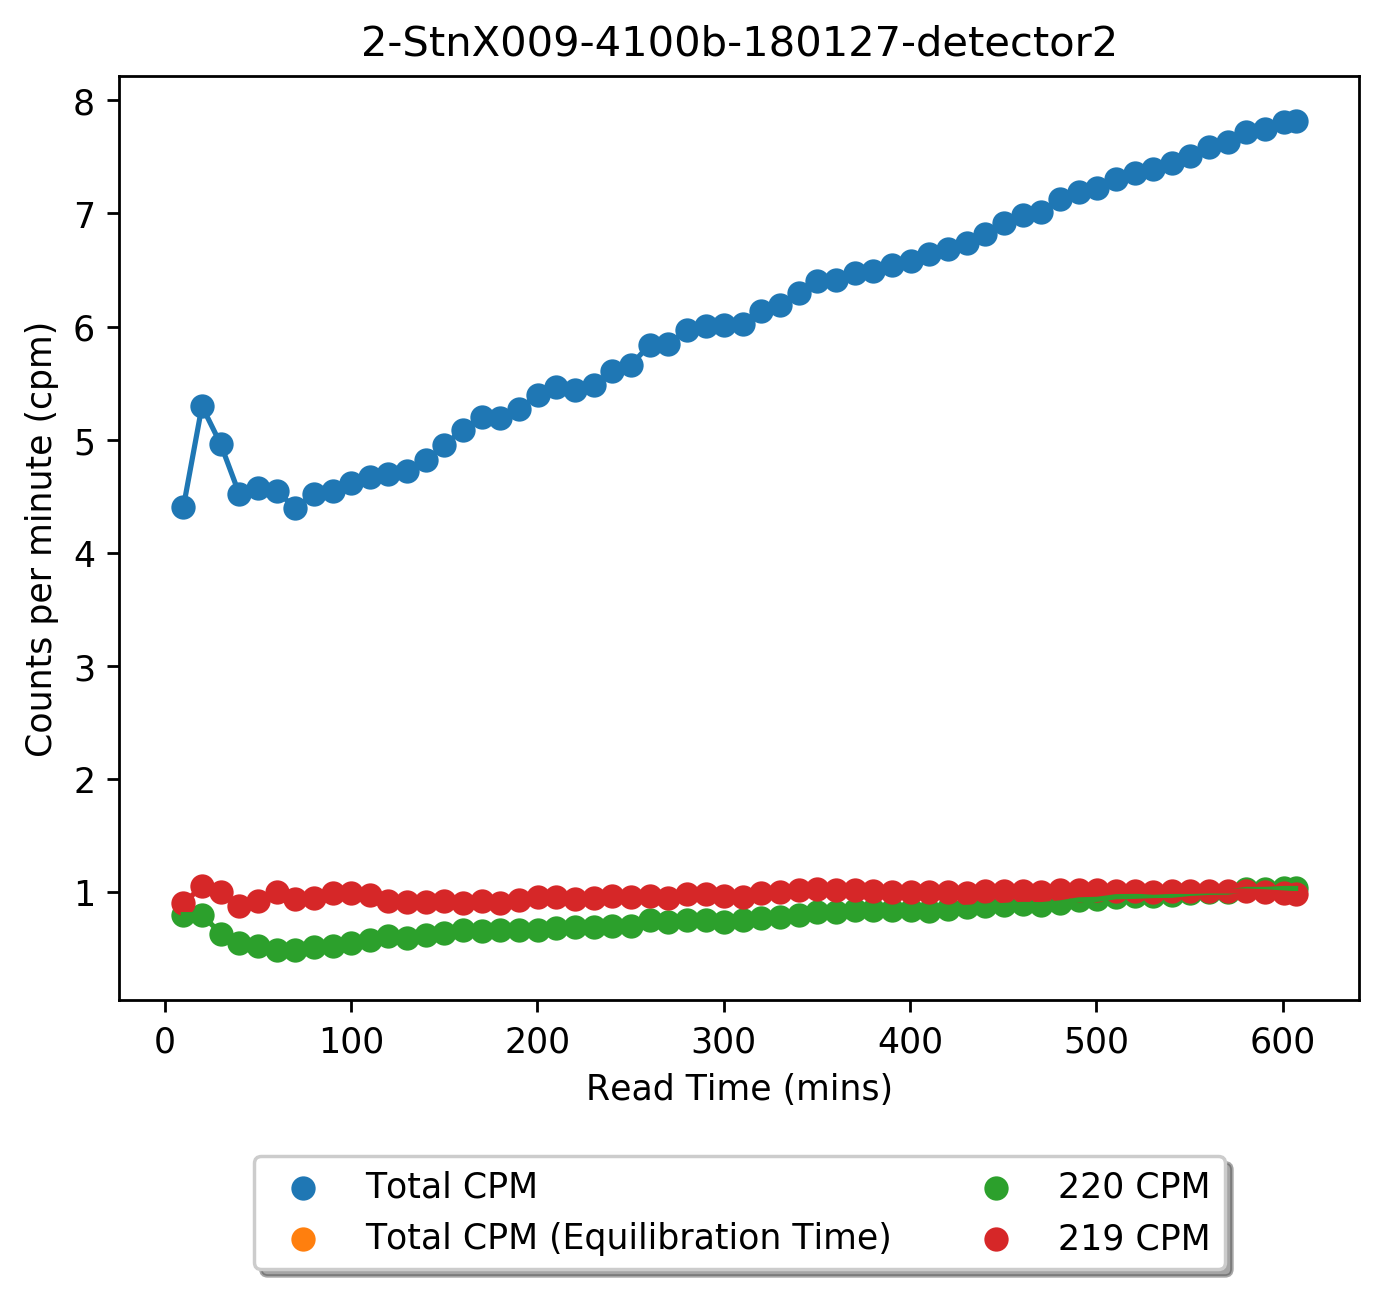 2-StnX009-4100b-180127-detector2
8
7
6
5
4
3
2
1
Counts per minute (cpm)
0 100 200 300 400 500 600
Read Time (mins)
Total CPM
Total CPM (Equilibration Time)
220 CPM
219 CPM